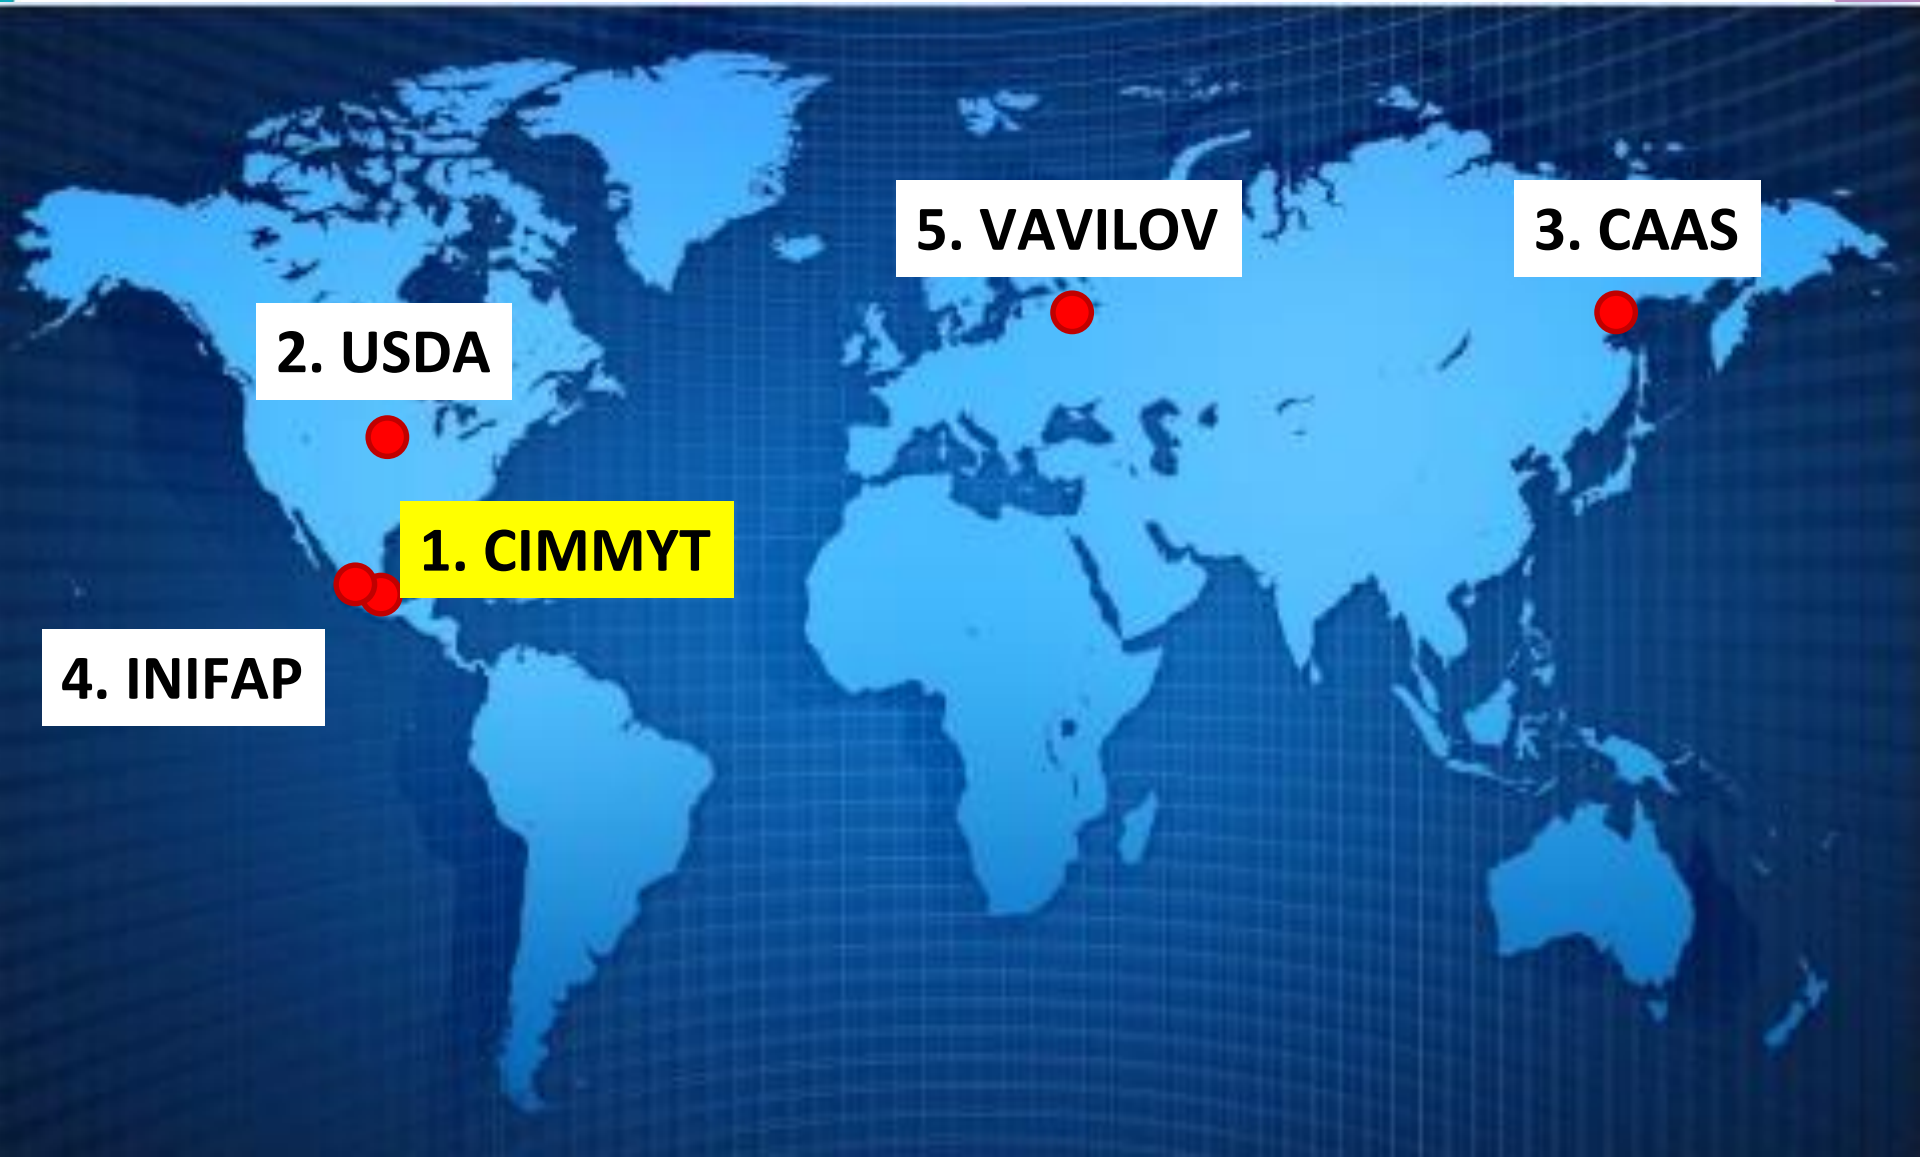 5. VAVILOV
3. CAAS
2. USDA
1. CIMMYT
4. INIFAP